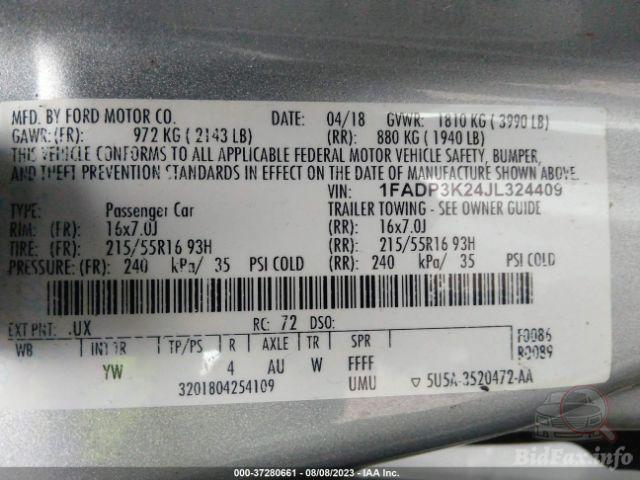 MFD. BY FORD MOTOR CO. DATE: 04/18 GVWR: 1810 KG ( 3990 LB)
GAWR:(FR): 972 KG ( 2143 LB) (RR): 880 KG ( 1940 LB)
THIS VEHICLE CONFORMS TO ALL APPLICABLE FEDERAL MOTOR VEHICLE SAFETY, BUMPER,
AND THEFT PREVENTION STANDARDS IN EFFECT ON THE DATE OF MANUFACTURE SHOWN ABOVE.
VIN: 1FADP3K24JL324409
TYPE: Passenger Car TRAILER TOWING - SEE OWNER GUIDE
RIM: (FR): 16x7.0J (RR): 16x7.0J
TIRE: (FR): 215/55R16 93H (RR): 215/55R16 93H
PRESSURE: (FR): 240 kPa/ 35 PSI COLD (RR): 240 kPa/ 35 PSI COLD
EXT PNT: .UX RC: 72 DSO: F0086
WB INT TR TP/PS R AXLE TR SPR R0089
YW 4 AU W FFFF
3201804254109 UMU ▽ 5U5A-3520472-AA
BidFax.info
000-37280661 - 08/08/2023 - IAA Inc.